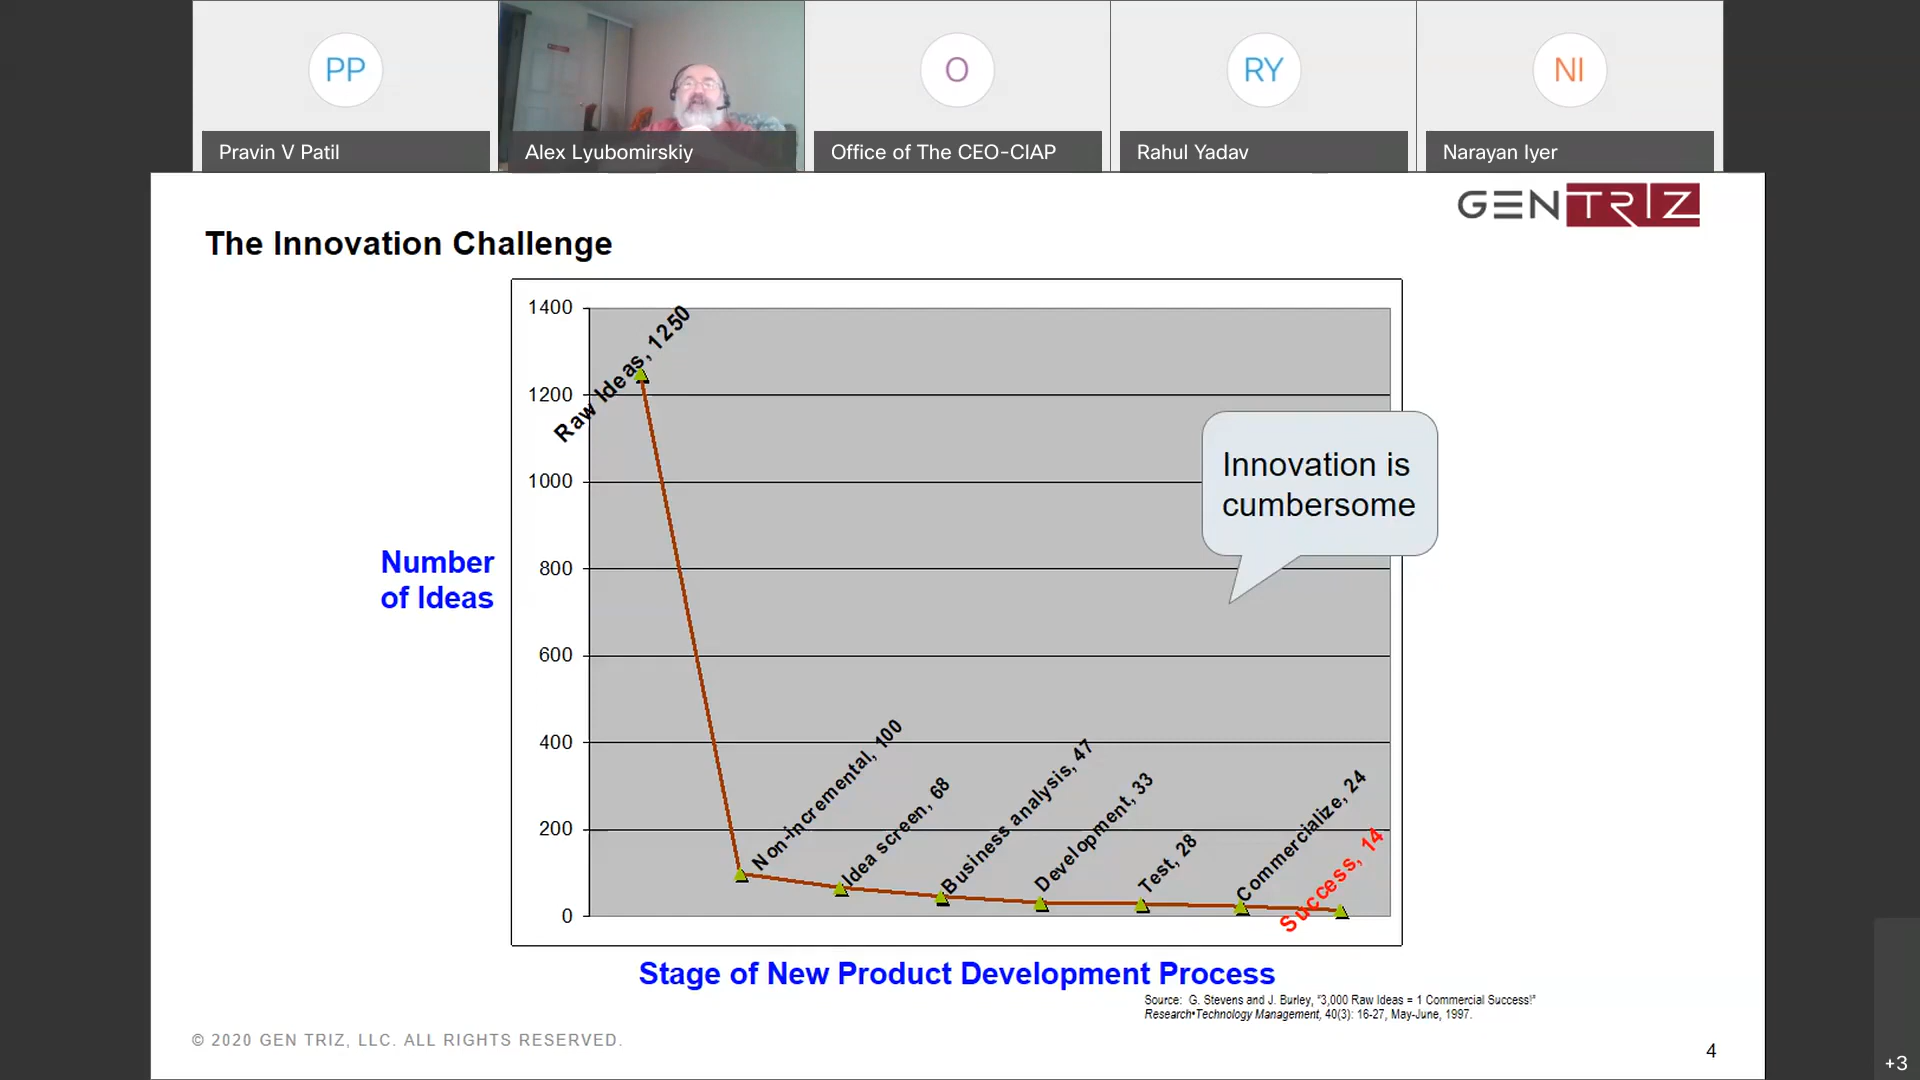 PP
O
RY
NI
Pravin V Patil
Alex Lyubomirskiy
Office of The CEO-CIAP
Rahul Yadav
Narayan Iyer
GEN TRIZ
The Innovation Challenge
1400
1200
1000
800
600
400
200
0
Number
of Ideas
Raw Ideas, 1250
Non-incremental, 100
Idea screen, 68
Business analysis, 47
Development, 33
Test, 28
Commercialize, 24
Success, 14
Innovation is
cumbersome
Stage of New Product Development Process
Source: G. Stevens and J. Burley, "3,000 Raw Ideas = 1 Commercial Success!"
Research•Technology Management, 40(3): 16-27, May-June, 1997.
© 2020 GEN TRIZ, LLC. ALL RIGHTS RESERVED.
4
+3